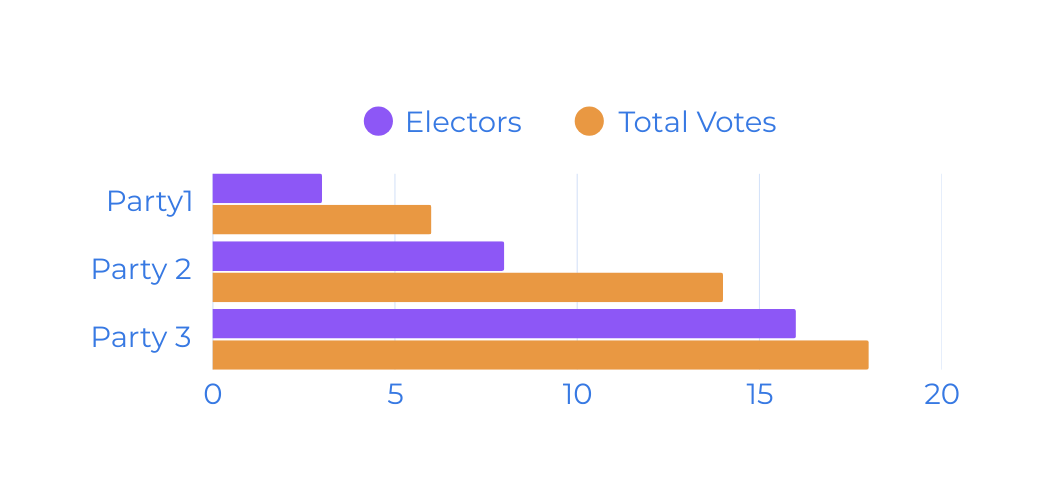 Electors Total Votes
Party1
Party 2
Party 3
0 5 10 15 20